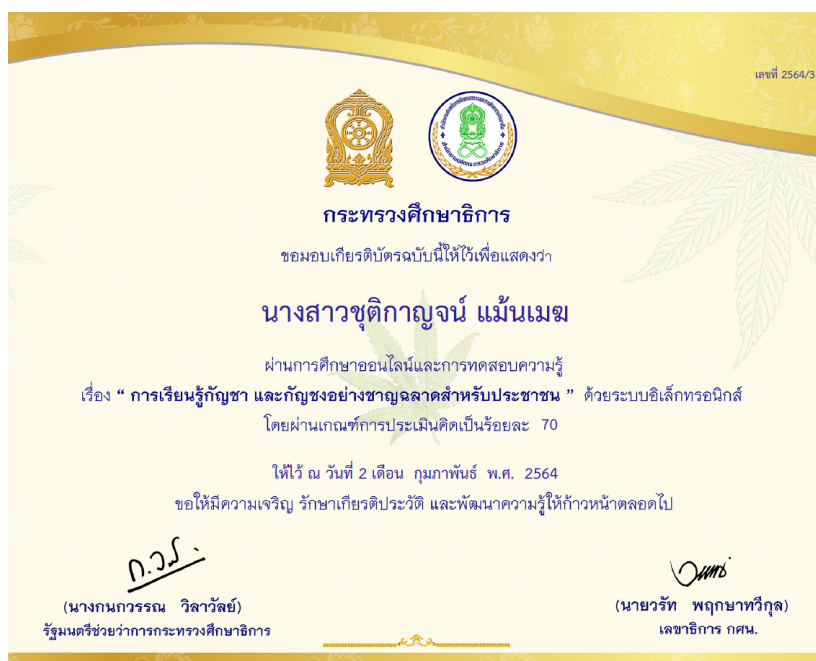 เลขที่ 2564/3
กระทรวงศึกษาธิการ
ขอมอบเกียรติบัตรฉบับนี้ให้ไว้เพื่อแสดงว่า
นางสาวชุติกาญจน์ แม้นเมฆ
ผ่านการศึกษาออนไลน์และการทดสอบความรู้
เรื่อง “ การเรียนรู้กัญชา และกัญชงอย่างชาญฉลาดสำหรับประชาชน ” ด้วยระบบอิเล็กทรอนิกส์
โดยผ่านเกณฑ์การประเมินคิดเป็นร้อยละ 70
ให้ไว้ ณ วันที่ 2 เดือน กุมภาพันธ์ พ.ศ. 2564
ขอให้มีความเจริญ รักษาเกียรติประวัติ และพัฒนาความรู้ให้ก้าวหน้าตลอดไป
(นางกนกวรรณ วิลาวัลย์)
รัฐมนตรีช่วยว่าการกระทรวงศึกษาธิการ
(นายวรัท พฤกษาทวีกุล)
เลขาธิการ กศน.